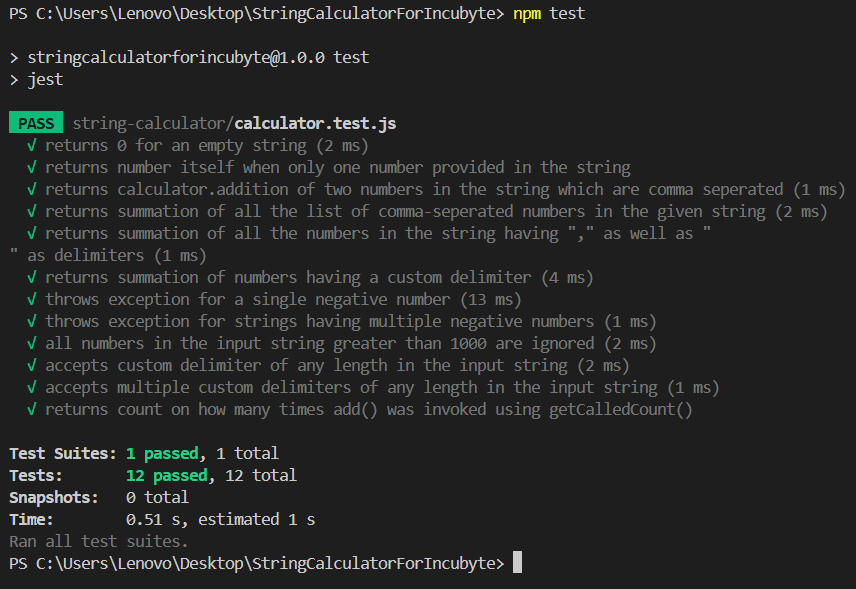 PS C:\Users\Lenovo\Desktop\StringCalculatorForIncubyte> npm test
> stringcalculatorforincubyte@1.0.0 test
> jest
PASS string-calculator/calculator.test.js
√ returns 0 for an empty string (2 ms)
√ returns number itself when only one number provided in the string
√ returns calculator.addition of two numbers in the string which are comma seperated (1 ms)
√ returns summation of all the list of comma-seperated numbers in the given string (2 ms)
√ returns summation of all the numbers in the string having "," as well as "
" as delimiters (1 ms)
√ returns summation of numbers having a custom delimiter (4 ms)
√ throws exception for a single negative number (13 ms)
√ throws exception for strings having multiple negative numbers (1 ms)
√ all numbers in the input string greater than 1000 are ignored (2 ms)
√ accepts custom delimiter of any length in the input string (2 ms)
√ accepts multiple custom delimiters of any length in the input string (1 ms)
√ returns count on how many times add() was invoked using getCalledCount()
Test Suites: 1 passed, 1 total
Tests: 12 passed, 12 total
Snapshots: 0 total
Time: 0.51 s, estimated 1 s
Ran all test suites.
PS C:\Users\Lenovo\Desktop\StringCalculatorForIncubyte>